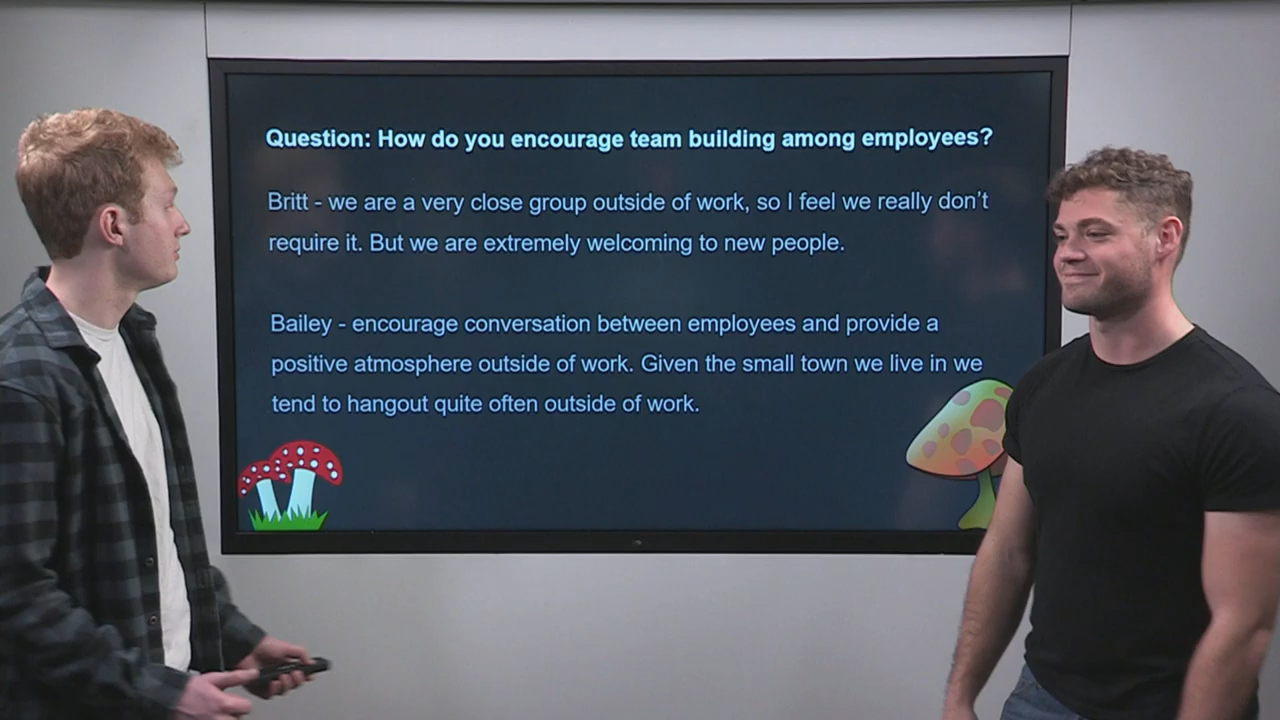 Question: How do you encourage team building among employees?
Britt - we are a very close group outside of work, so I feel we really don’t
require it. But we are extremely welcoming to new people.
Bailey - encourage conversation between employees and provide a
positive atmosphere outside of work. Given the small town we live in we
tend to hangout quite often outside of work.